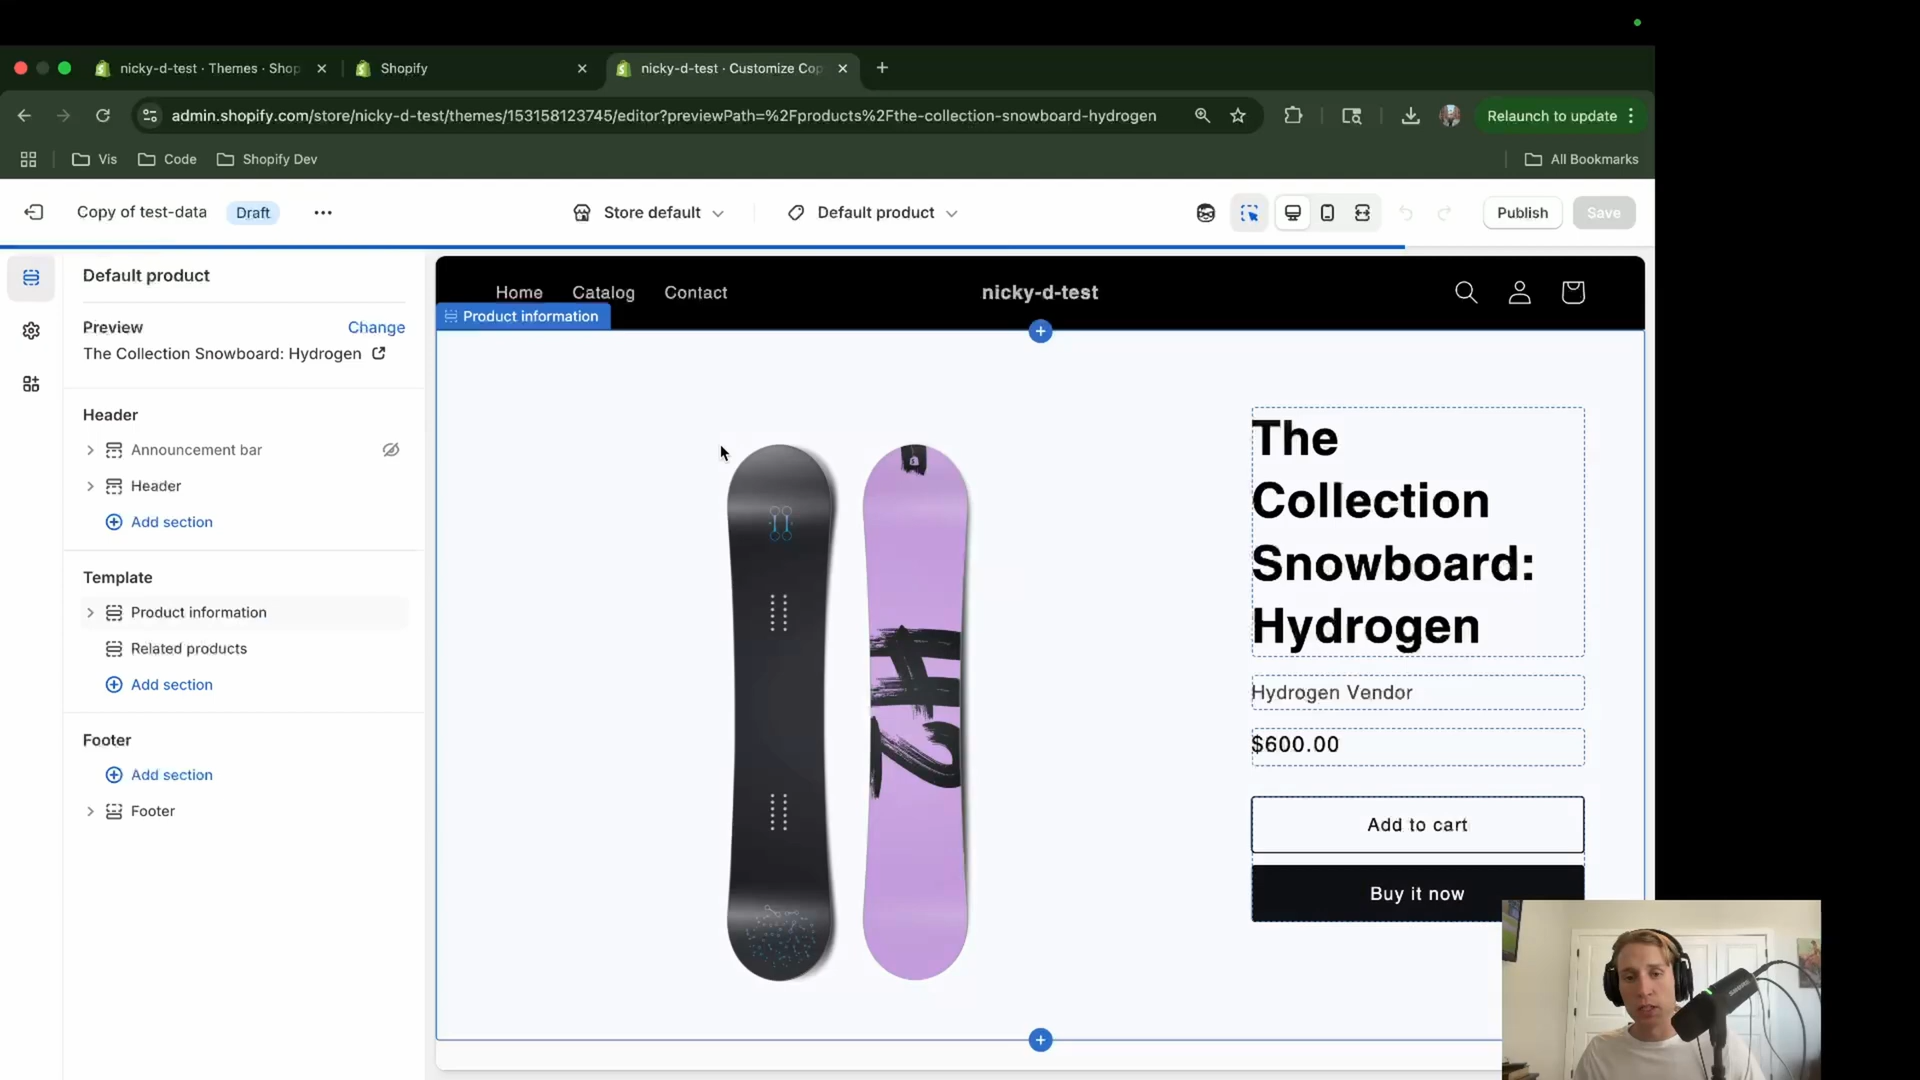 nicky-d-test · Themes · Shop
Shopify
nicky-d-test · Customize Cop
admin.shopify.com/store/nicky-d-test/themes/153158123745/editor?previewPath=%2Fproducts%2Fthe-collection-snowboard-hydrogen
Relaunch to update
Vis
Code
Shopify Dev
All Bookmarks
Copy of test-data
Draft
Store default
Default product
Publish
Save
Default product
Preview
Change
The Collection Snowboard: Hydrogen
Header
Announcement bar
Header
Add section
Template
Product information
Related products
Add section
Footer
Add section
Footer
Home
Catalog
Contact
nicky-d-test
Product information
The
Collection
Snowboard:
Hydrogen
Hydrogen Vendor
$600.00
Add to cart
Buy it now